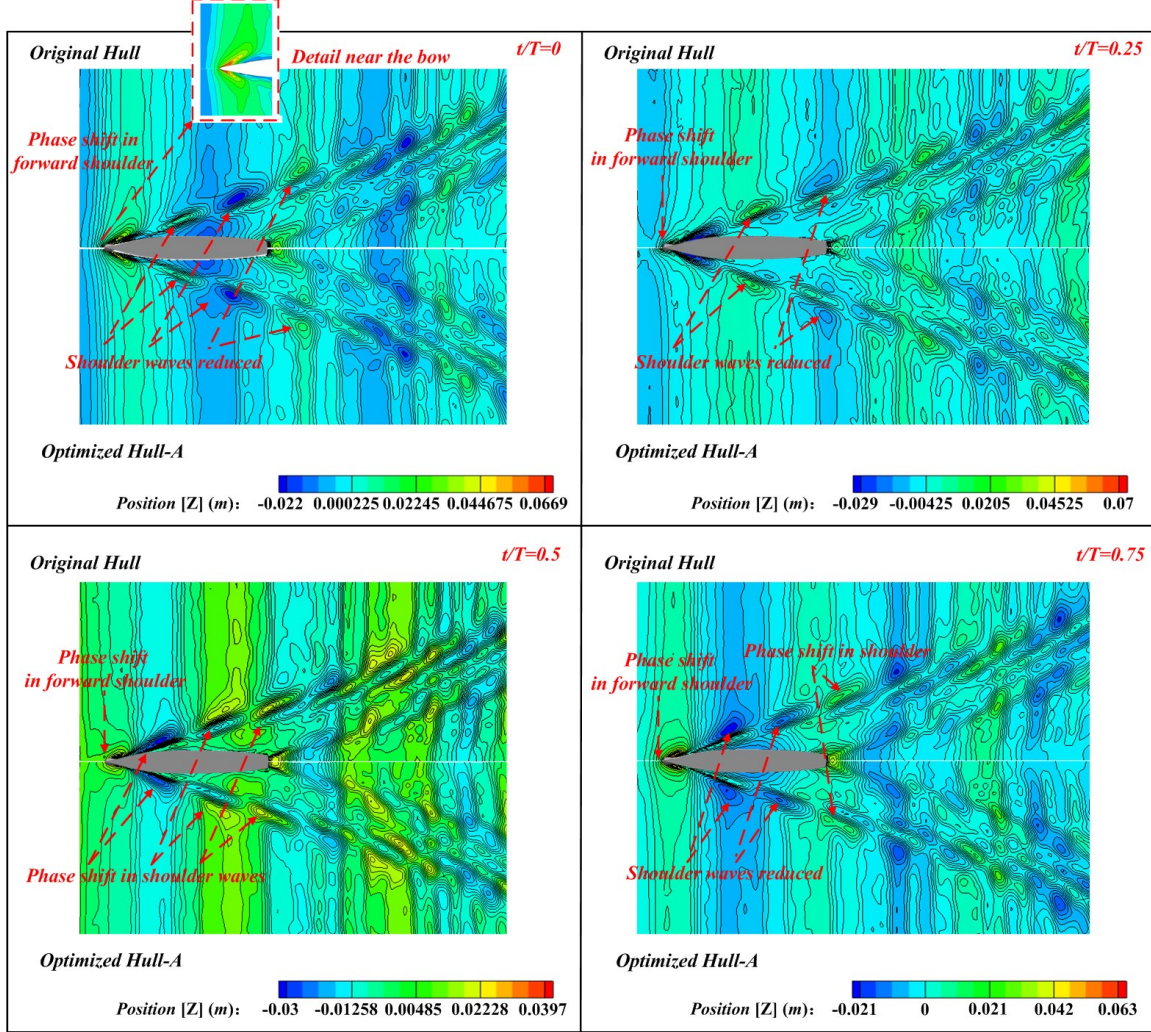 Original Hull
t/T=0
Detail near the bow
Phase shift in
forward shoulder
Shoulder waves reduced
Optimized Hull-A
Position [Z] (m): -0.022 0.000225 0.02245 0.044675 0.0669
Original Hull
t/T=0.25
Phase shift
in forward shoulder
Shoulder waves reduced
Optimized Hull-A
Position [Z] (m): -0.029 -0.00425 0.0205 0.04525 0.07
Original Hull
t/T=0.5
Phase shift
in forward shoulder
Phase shift in shoulder waves
Optimized Hull-A
Position [Z] (m): -0.03 -0.01258 0.00485 0.02228 0.0397
Original Hull
t/T=0.75
Phase shift in shoulder
Phase shift
in forward shoulder
Shoulder waves reduced
Optimized Hull-A
Position [Z] (m): -0.021 0 0.021 0.042 0.063